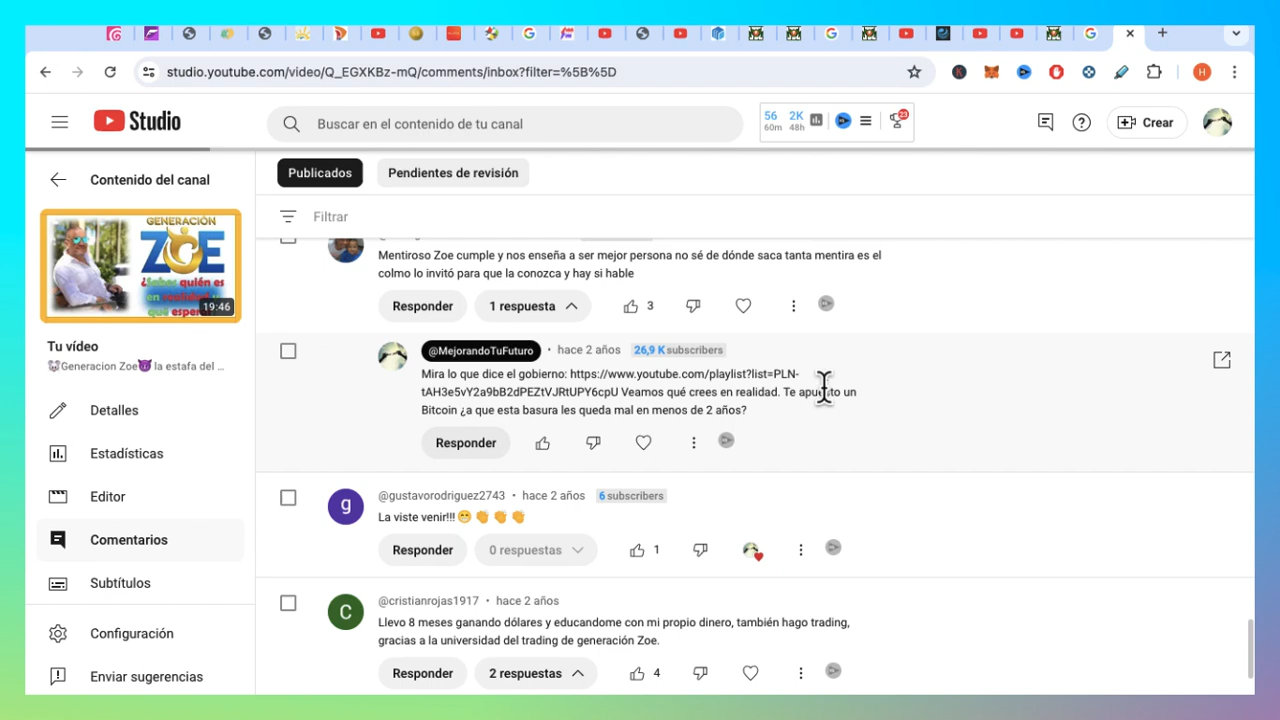 studio.youtube.com/video/Q_EGXKBz-mQ/comments/inbox?filter=%5B%5D
H
Studio
Buscar en el contenido de tu canal
56 2K
60m 48h
23
Crear
Contenido del canal
Publicados
Pendientes de revisión
Filtrar
GENERACIÓN
ZOE
¿Sabes quién es
en realidad y
19:46
Mentiroso Zoe cumple y nos enseña a ser mejor persona no sé de dónde saca tanta mentira es el
colmo lo invitó para que la conozca y hay si hable
Responder
1 respuesta
3
Tu vídeo
🐭Generacion Zoe😈 la estafa del ...
@MejorandoTuFuturo • hace 2 años 26,9 K subscribers
Mira lo que dice el gobierno: https://www.youtube.com/playlist?list=PLN-
tAH3e5vY2a9bB2dPEZtVJRtUPY6cpU Veamos qué crees en realidad. Te apuesto un
Bitcoin ¿a que esta basura les queda mal en menos de 2 años?
Responder
Detalles
Estadísticas
Editor
Comentarios
Subtítulos
Configuración
Enviar sugerencias
g
@gustavorodriguez2743 • hace 2 años 6 subscribers
La viste venir!!!😁👏👏👏
Responder
0 respuestas
1
C
@cristianrojas1917 • hace 2 años
Llevo 8 meses ganando dólares y educandome con mi propio dinero, también hago trading,
gracias a la universidad del trading de generación Zoe.
Responder
2 respuestas
4